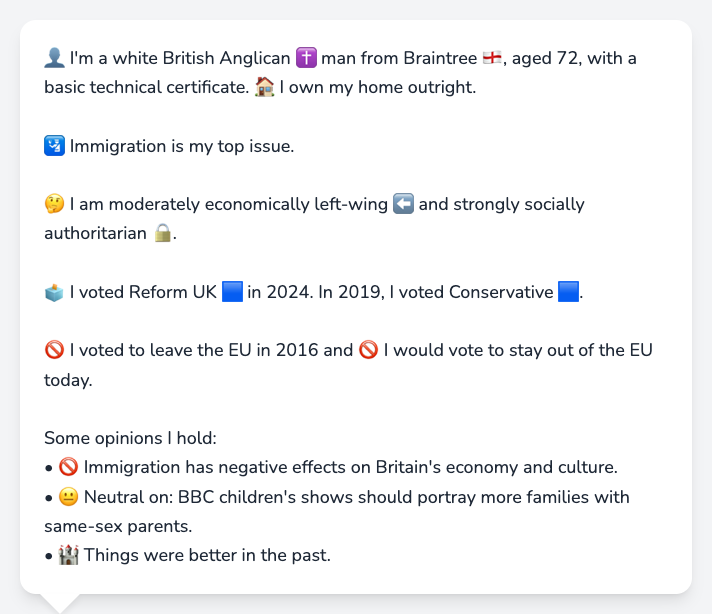 👤 I'm a white British Anglican ✝️ man from Braintree 🏴󠁧󠁢󠁥󠁮󠁧󠁿, aged 72, with a
basic technical certificate. 🏠 I own my home outright.
🛂 Immigration is my top issue.
🤔 I am moderately economically left-wing ⬅️ and strongly socially
authoritarian 🔒.
🗳️ I voted Reform UK 🟦 in 2024. In 2019, I voted Conservative 🟦.
🚫 I voted to leave the EU in 2016 and 🚫 I would vote to stay out of the EU
today.
Some opinions I hold:
• 🚫 Immigration has negative effects on Britain's economy and culture.
• 😐 Neutral on: BBC children's shows should portray more families with
same-sex parents.
• 🏰 Things were better in the past.